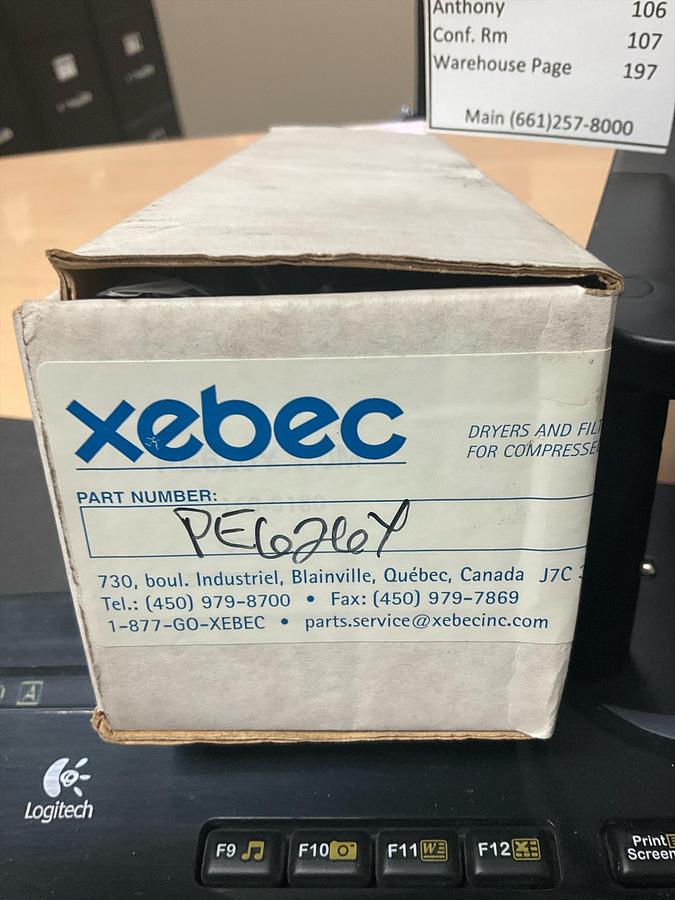 Anthony 106
Conf. Rm 107
Warehouse Page 197
Main (661)257-8000
xebec
DRYERS AND FILT
FOR COMPRESSE
PART NUMBER:
PE626Y
730, boul. Industriel, Blainville, Québec, Canada J7C
Tel.: (450) 979-8700 • Fax: (450) 979-7869
1-877-GO-XEBEC • parts.service@xebecinc.com
A
Logitech
F9 F10 F11 F12 Print
Screen